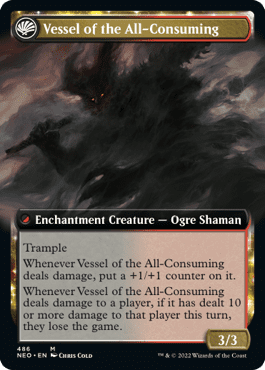 Vessel of the All-Consuming
Enchantment Creature — Ogre Shaman
Trample
Whenever Vessel of the All-Consuming
deals damage, put a +1/+1 counter on it.
Whenever Vessel of the All-Consuming
deals damage to a player, if it has dealt 10
or more damage to that player this turn,
they lose the game.
3/3
486 M
NEO • EN Chris Cold
™ & © 2022 Wizards of the Coast